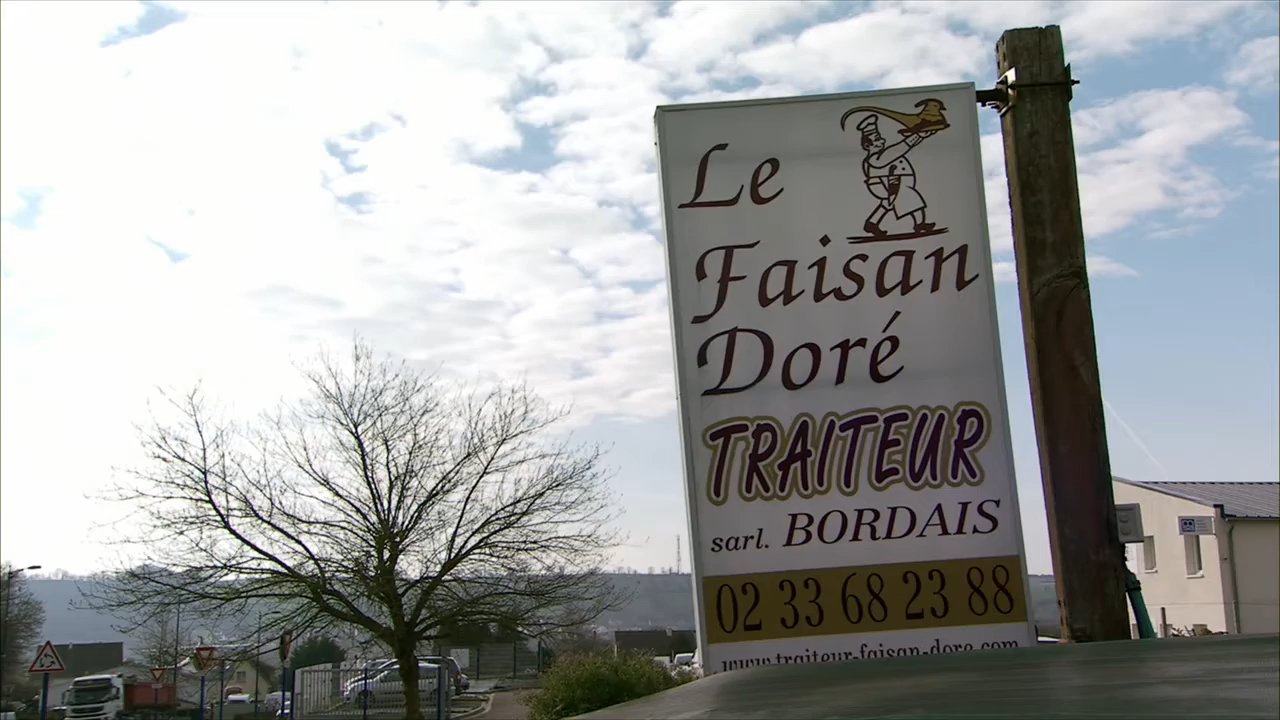 Le
Faisan
Doré
TRAITEUR
sarl. BORDAIS
02 33 68 23 88
www.traiteur-faisan-dore.com